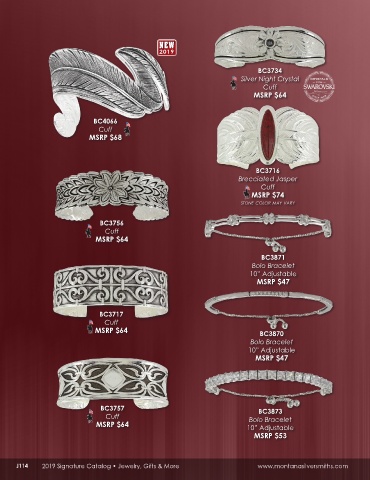 NEW
2019
BC4066
Cuff
MSRP $68
BC3756
Cuff
MSRP $64
BC3717
Cuff
MSRP $64
BC3757
Cuff
MSRP $64
BC3734
Silver Night Crystal
Cuff
MSRP $64
SWAROVSKI
BC3716
Brecciated Jasper
Cuff
MSRP $74
STONE COLOR MAY VARY
BC3871
Bolo Bracelet
10" Adjustable
MSRP $47
BC3870
Bolo Bracelet
10" Adjustable
MSRP $47
BC3873
Bolo Bracelet
10" Adjustable
MSRP $53
J114 2019 Signature Catalog • Jewelry, Gifts & More www.montanasilversmiths.com